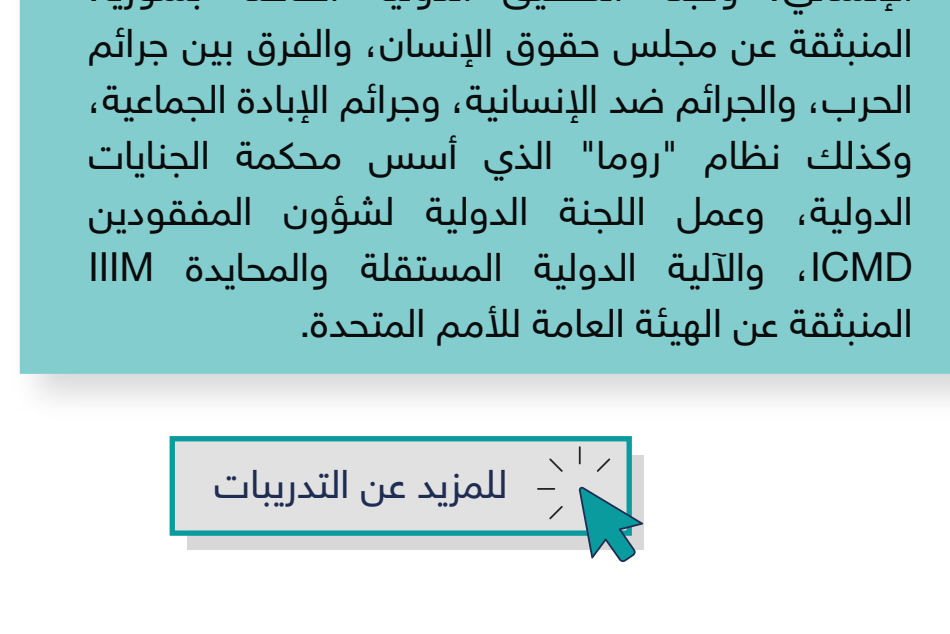 المنبثقة عن مجلس حقوق الإنسان، والفرق بين جرائم
الحرب، والجرائم ضد الإنسانية، وجرائم الإبادة الجماعية،
وكذلك نظام "روما" الذي أسس محكمة الجنايات
الدولية، وعمل اللجنة الدولية لشؤون المفقودين
ICMD، والآلية الدولية المستقلة والمحايدة IIIM
المنبثقة عن الهيئة العامة للأمم المتحدة.
للمزيد عن التدريبات